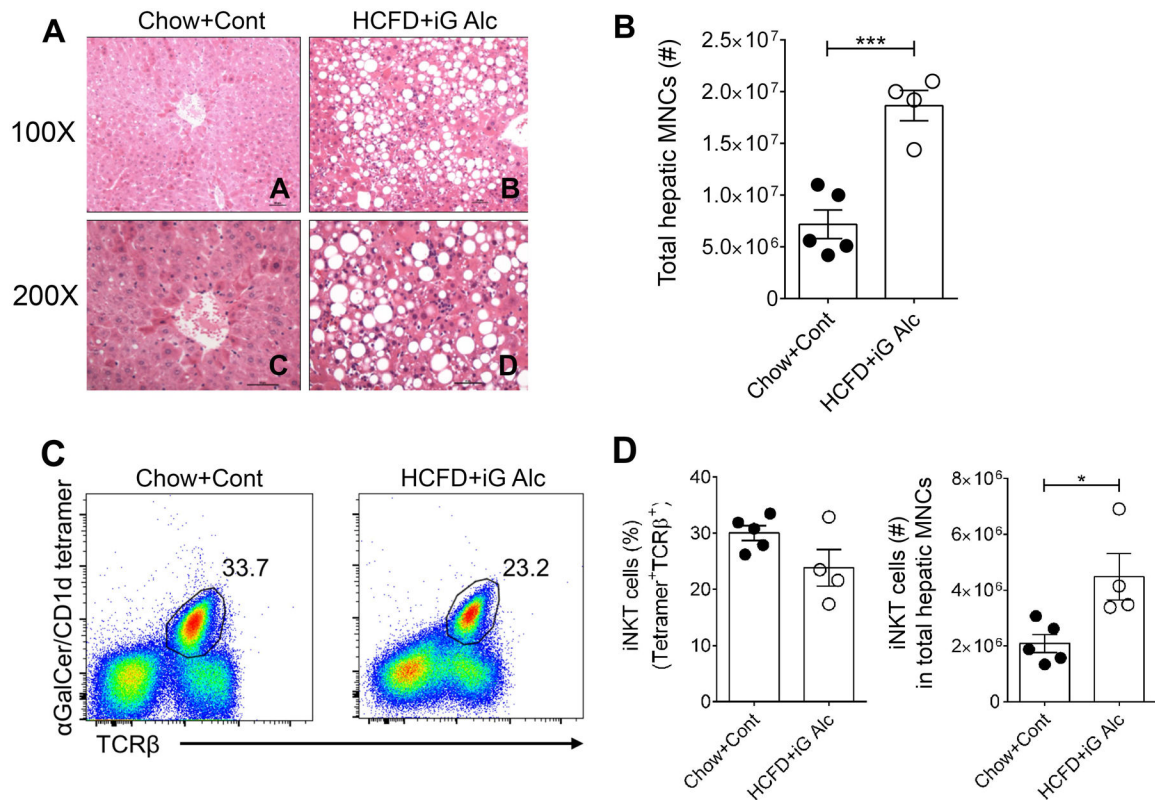 A
Chow+Cont
HCFD+iG Alc
100X
200X
A
B
C
D
B
Total hepatic MNCs (#)
2.5×10⁷
2.0×10⁷
1.5×10⁷
1.0×10⁷
5.0×10⁶
0
***
Chow+Cont
HCFD+iG Alc
C
Chow+Cont
HCFD+iG Alc
αGalCer/CD1d tetramer
33.7
23.2
TCRβ
D
iNKT cells (%)
(Tetramer⁺TCRβ⁺)
40
30
20
10
0
Chow+Cont
HCFD+iG Alc
iNKT cells (#)
in total hepatic MNCs
8×10⁶
6×10⁶
4×10⁶
2×10⁶
0
*
Chow+Cont
HCFD+iG Alc